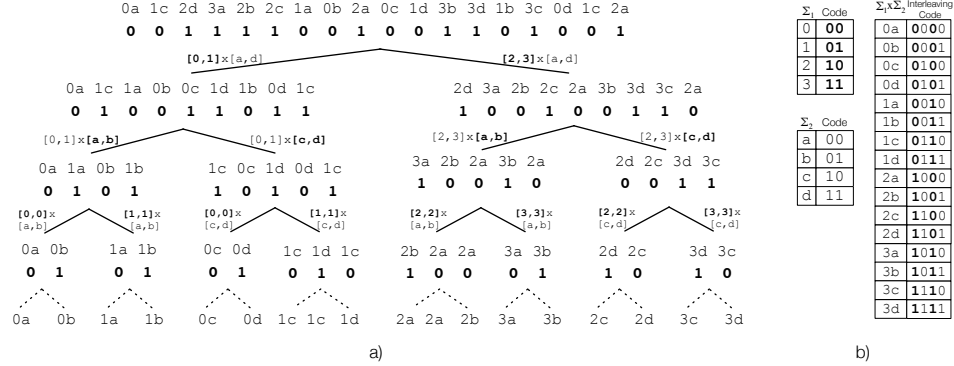 0a 1c 2d 3a 2b 2c 1a 0b 2a 0c 1d 3b 3d 1b 3c 0d 1c 2a
0 0 1 1 1 1 0 0 1 0 0 1 1 0 1 0 0 1
[0,1]x[a,d] [2,3]x[a,d]
0a 1c 1a 0b 0c 1d 1b 0d 1c 2d 3a 2b 2c 2a 3b 3d 3c 2a
0 1 0 0 1 1 0 1 1 1 0 0 1 0 0 1 1 0
[0,1]x[a,b] [0,1]x[c,d] [2,3]x[a,b] [2,3]x[c,d]
0a 1a 0b 1b 1c 0c 1d 0d 1c 3a 2b 2a 3b 2a 2d 2c 3d 3c
0 1 0 1 1 0 1 0 1 1 0 0 1 0 0 0 1 1
[0,0]x [1,1]x [0,0]x [1,1]x [2,2]x [3,3]x [2,2]x [3,3]x
[a,b] [a,b] [c,d] [c,d] [a,b] [a,b] [c,d] [c,d]
0a 0b 1a 1b 0c 0d 1c 1d 1c 2b 2a 2a 3a 3b 2d 2c 3d 3c
0 1 0 1 0 1 0 1 0 1 0 0 0 1 1 0 1 0
0a 0b 1a 1b 0c 0d 1c 1c 1d 2a 2a 2b 3a 3b 2c 2d 3c 3d
a)
Σ1 Code
0 00
1 01
2 10
3 11
Σ2 Code
a 00
b 01
c 10
d 11
Σ1xΣ2 Interleaving
Code
0a 0000
0b 0001
0c 0100
0d 0101
1a 0010
1b 0011
1c 0110
1d 0111
2a 1000
2b 1001
2c 1100
2d 1101
3a 1010
3b 1011
3c 1110
3d 1111
b)